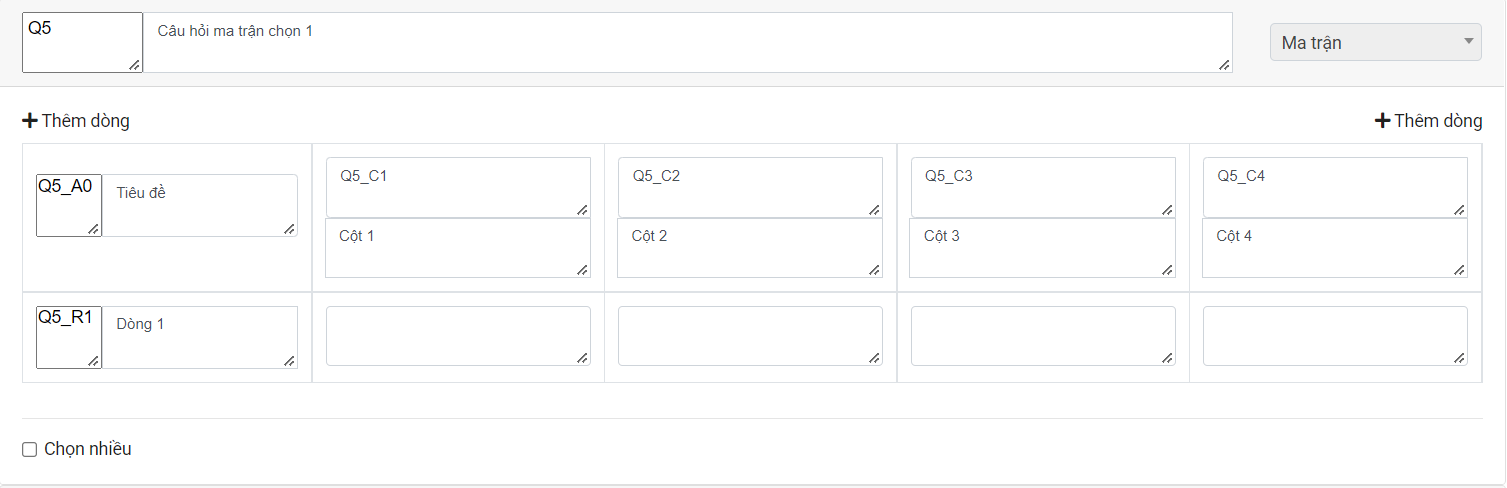 Q5 Câu hỏi ma trận chọn 1 Ma trận
Thêm dòng Thêm dòng
Q5_A0 Tiêu đề Q5_C1 Q5_C2 Q5_C3 Q5_C4
Cột 1 Cột 2 Cột 3 Cột 4
Q5_R1 Dòng 1
Chọn nhiều